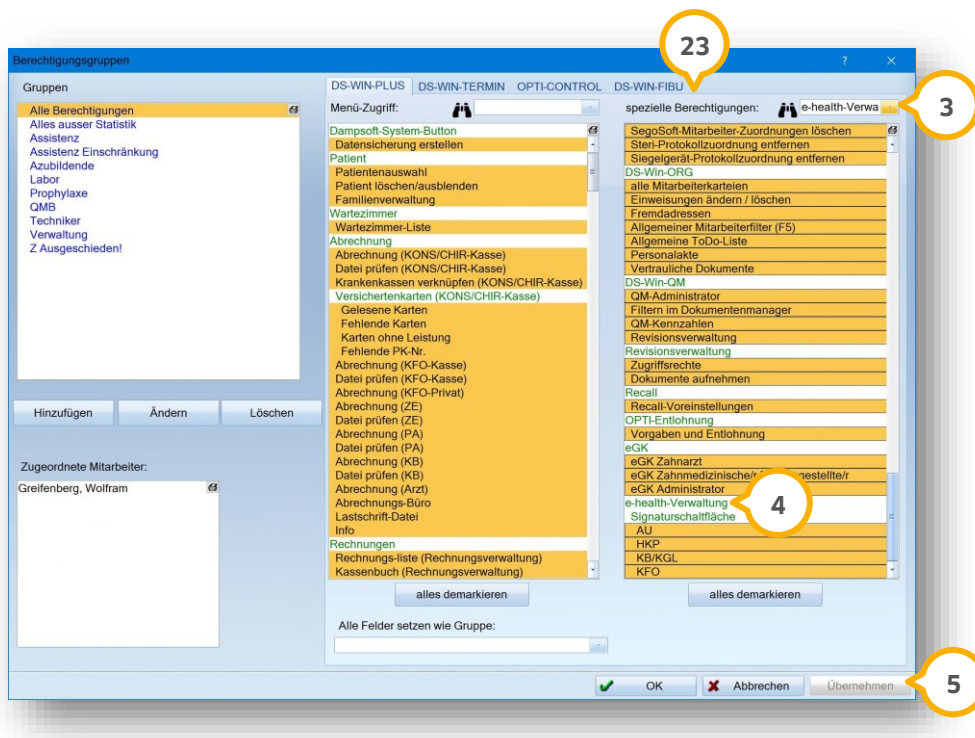 23
Berechtigungsgruppen
? ×
Gruppen
Alle Berechtigungen
Alles ausser Statistik
Assistenz
Assistenz Einschränkung
Azubildende
Labor
Prophylaxe
QMB
Techniker
Verwaltung
Z Ausgeschieden!
Hinzufügen Ändern Löschen
Zugeordnete Mitarbeiter:
Greifenberg, Wolfram
DS-WIN-PLUS DS-WIN-TERMIN OPTI-CONTROL DS-WIN-FIBU
Menü-Zugriff:
Dampsoft-System-Button
Datensicherung erstellen
Patient
Patientenauswahl
Patient löschen/ausblenden
Familienverwaltung
Wartezimmer
Wartezimmer-Liste
Abrechnung
Abrechnung (KONS/CHIR-Kasse)
Datei prüfen (KONS/CHIR-Kasse)
Krankenkassen verknüpfen (KONS/CHIR-Kasse)
Versichertenkarten (KONS/CHIR-Kasse)
Gelesene Karten
Fehlende Karten
Karten ohne Leistung
Fehlende PK-Nr.
Abrechnung (KFO-Kasse)
Datei prüfen (KFO-Kasse)
Abrechnung (KFO-Privat)
Abrechnung (ZE)
Datei prüfen (ZE)
Abrechnung (PA)
Datei prüfen (PA)
Abrechnung (KB)
Datei prüfen (KB)
Abrechnung (Arzt)
Abrechnungs-Büro
Lastschrift-Datei
Info
Rechnungen
Rechnungs-liste (Rechnungsverwaltung)
Kassenbuch (Rechnungsverwaltung)
alles demarkieren
Alle Felder setzen wie Gruppe:
spezielle Berechtigungen: e-health-Verwa
3
SegoSoft-Mitarbeiter-Zuordnungen löschen
Steri-Protokollzuordnung entfernen
Siegelgerät-Protokollzuordnung entfernen
DS-Win-ORG
alle Mitarbeiterkarteien
Einweisungen ändern / löschen
Fremdadressen
Allgemeiner Mitarbeiterfilter (F5)
Allgemeine ToDo-Liste
Personalakte
Vertrauliche Dokumente
DS-Win-QM
QM-Administrator
Filtern im Dokumentenmanager
QM-Kennzahlen
Revisionsverwaltung
Revisionsverwaltung
Zugriffsrechte
Dokumente aufnehmen
Recall
Recall-Voreinstellungen
OPTI-Entlohnung
Vorgaben und Entlohnung
eGK
eGK Zahnarzt
eGK Zahnmedizinische/r gestellte/r
eGK Administrator
e-health-Verwaltung
4
Signaturschaltfläche
AU
HKP
KB/KGL
KFO
alles demarkieren
OK Abbrechen Übernehmen
5